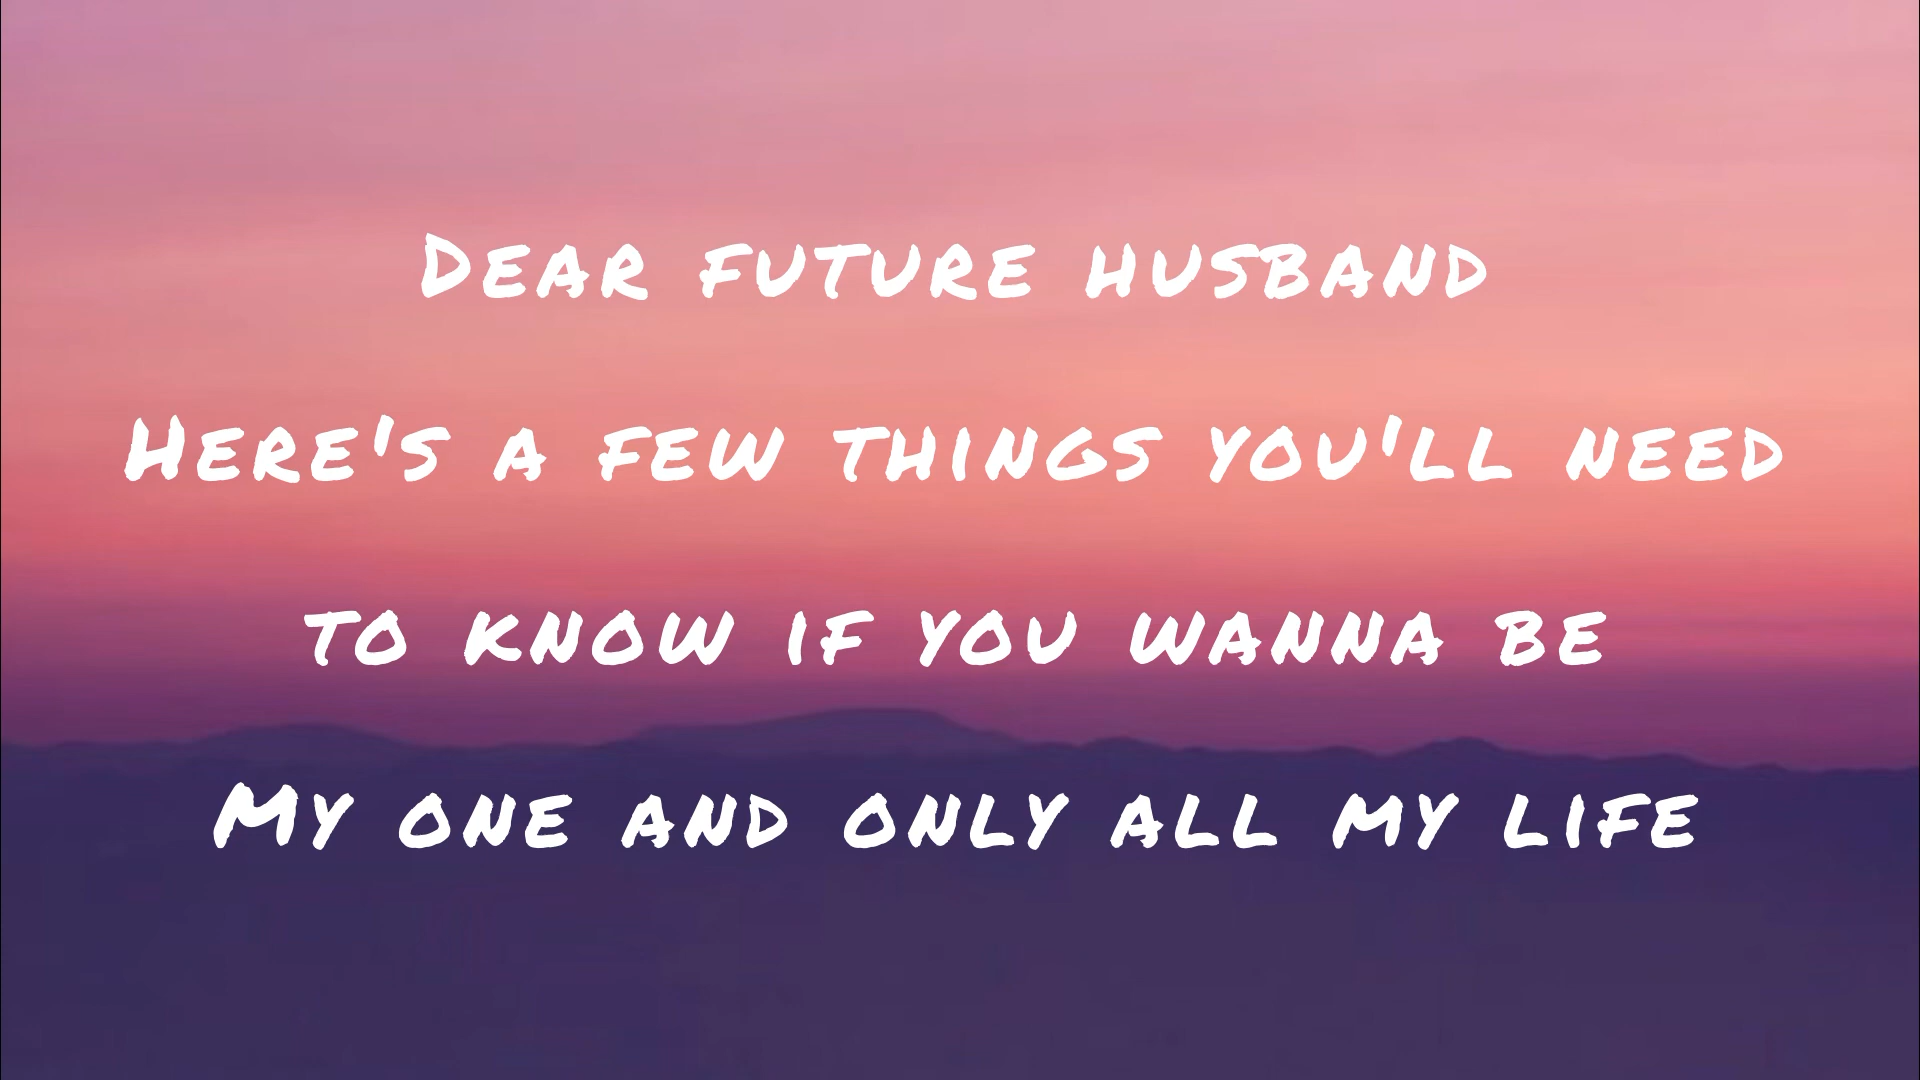 Dear future husband
Here's a few things you'll need
to know if you wanna be
My one and only all my life